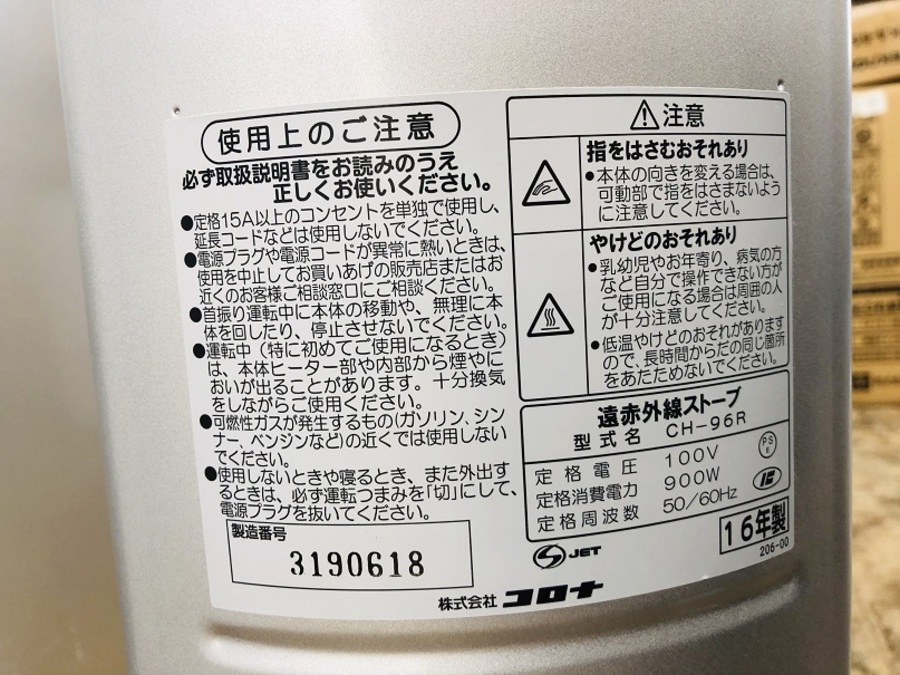 使用上のご注意
必ず取扱説明書をお読みのうえ
正しくお使いください。
●定格15A以上のコンセントを単独で使用し、
延長コードなどは使用しないでください。
●電源プラグや電源コードが異常に熱いときは、
使用を中止してお買いあげの販売店またはお
近くのお客様ご相談窓口にご相談ください。
●首振り運転中に本体の移動や、無理に本
体を回したり、停止させないでください。
●運転中（特に初めてご使用になるとき）
は、本体ヒーター部や内部から煙やに
おいが出ることがあります。十分換気
をしながらご使用ください。
●可燃性ガスが発生するもの(ガソリン、シン
ナー、ベンジンなど)の近くでは使用しない
でください。
●使用しないときや寝るとき、また外出す
るときは、必ず運転つまみを「切」にして、
電源プラグを抜いてください。
製造番号
3190618
注意
指をはさむおそれあり
●本体の向きを変える場合は、
可動部で指をはさまないよう
に注意してください。
やけどのおそれあり
●乳幼児やお年寄り、病気の方
など自分で操作できない方が
ご使用になる場合は周囲の人
が十分注意してください。
●低温やけどのおそれがあります
ので、長時間からだの同じ箇所
をあたためないでください。
遠赤外線ストーブ
型式名 CH-96R
定格電圧 100V
定格消費電力 900W
定格周波数 50/60Hz
PS
E
16年製
206-00
JET
株式会社 コロナ